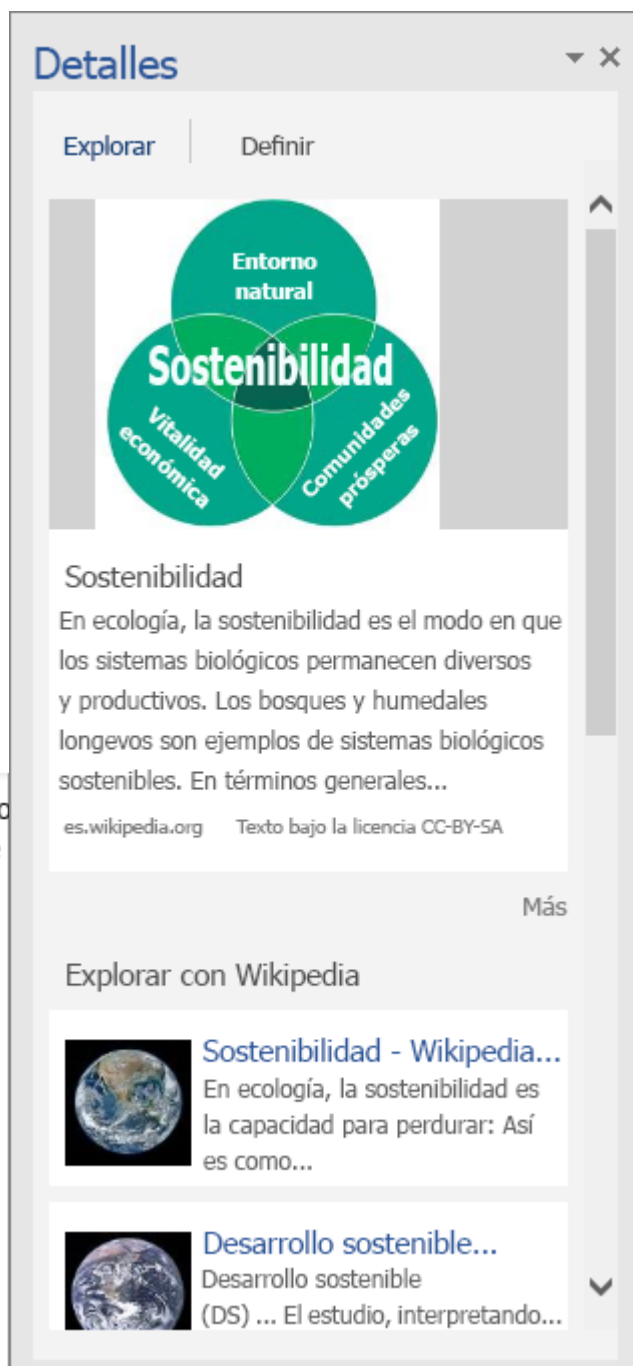 Detalles
Explorar
Definir
Entorno
natural
Sostenibilidad
Vitalidad
económica
Comunidades
prósperas
Sostenibilidad
En ecología, la sostenibilidad es el modo en que
los sistemas biológicos permanecen diversos
y productivos. Los bosques y humedales
longevos son ejemplos de sistemas biológicos
sostenibles. En términos generales...
es.wikipedia.org Texto bajo la licencia CC-BY-SA
Más
Explorar con Wikipedia
Sostenibilidad - Wikipedia...
En ecología, la sostenibilidad es
la capacidad para perdurar: Así
es como...
Desarrollo sostenible...
Desarrollo sostenible
(DS) ... El estudio, interpretando...